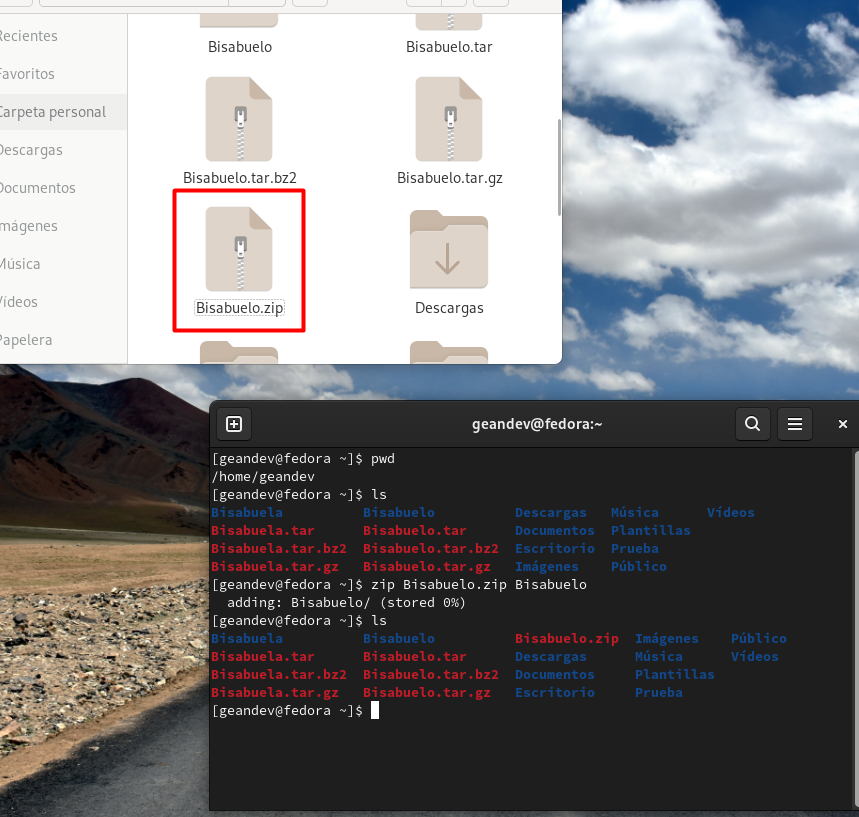 Recientes
Favoritos
Carpeta personal
Descargas
Documentos
Imágenes
Música
Vídeos
Papelera
Bisabuelo
Bisabuelo.tar
Bisabuelo.tar.bz2
Bisabuelo.tar.gz
Bisabuelo.zip
Descargas
geandev@fedora:~
[geandev@fedora ~]$ pwd
/home/geandev
[geandev@fedora ~]$ ls
Bisabuela Bisabuelo Descargas Música Vídeos
Bisabuela.tar Bisabuelo.tar Documentos Plantillas
Bisabuela.tar.bz2 Bisabuelo.tar.bz2 Escritorio Prueba
Bisabuela.tar.gz Bisabuelo.tar.gz Imágenes Público
[geandev@fedora ~]$ zip Bisabuelo.zip Bisabuelo
adding: Bisabuelo/ (stored 0%)
[geandev@fedora ~]$ ls
Bisabuela Bisabuelo Bisabuelo.zip Imágenes Público
Bisabuela.tar Bisabuelo.tar Descargas Música Vídeos
Bisabuela.tar.bz2 Bisabuelo.tar.bz2 Documentos Plantillas
Bisabuela.tar.gz Bisabuelo.tar.gz Escritorio Prueba
[geandev@fedora ~]$